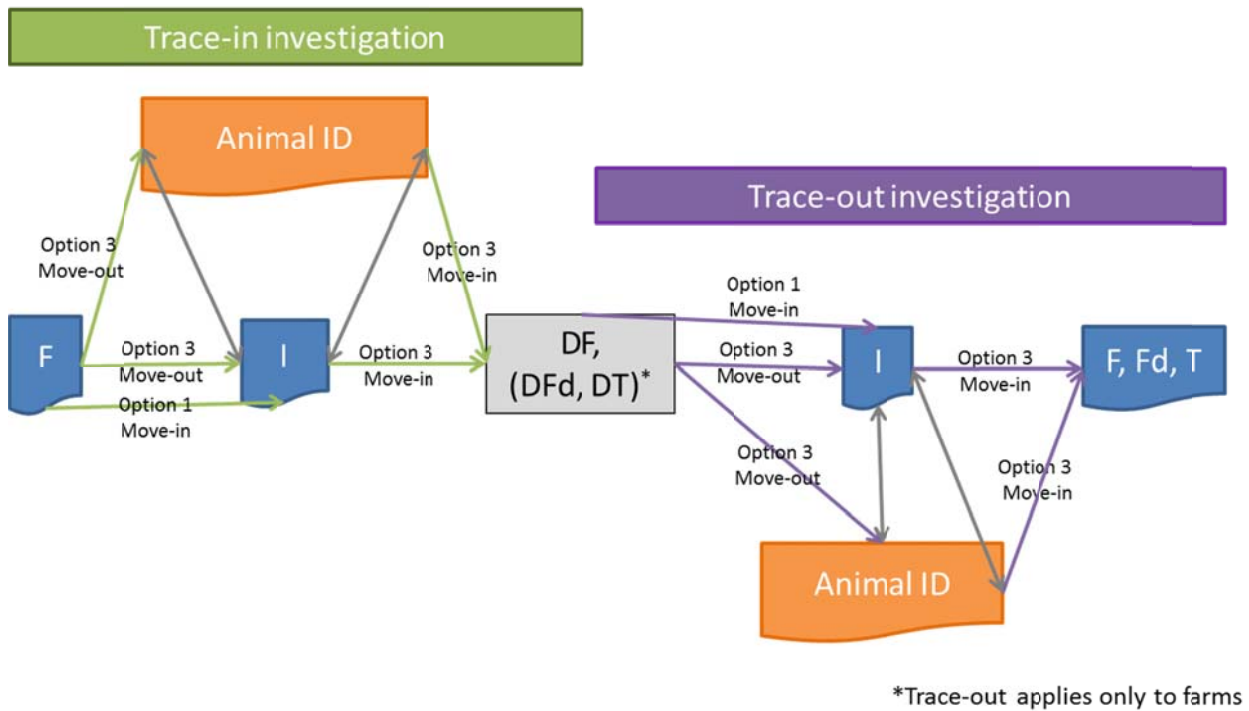 Trace-in investigation
Animal ID
Trace-out investigation
Option 3
Move-out
Option 3
Move-in
Option 1
Move-in
F
Option 3
Move-out
I
Option 3
Move-in
DF,
(DFd, DT)*
Option 3
Move-out
I
Option 3
Move-in
F, Fd, T
Option 1
Move-in
Option 3
Move-out
Option 3
Move-in
Animal ID
*Trace-out applies only to farms